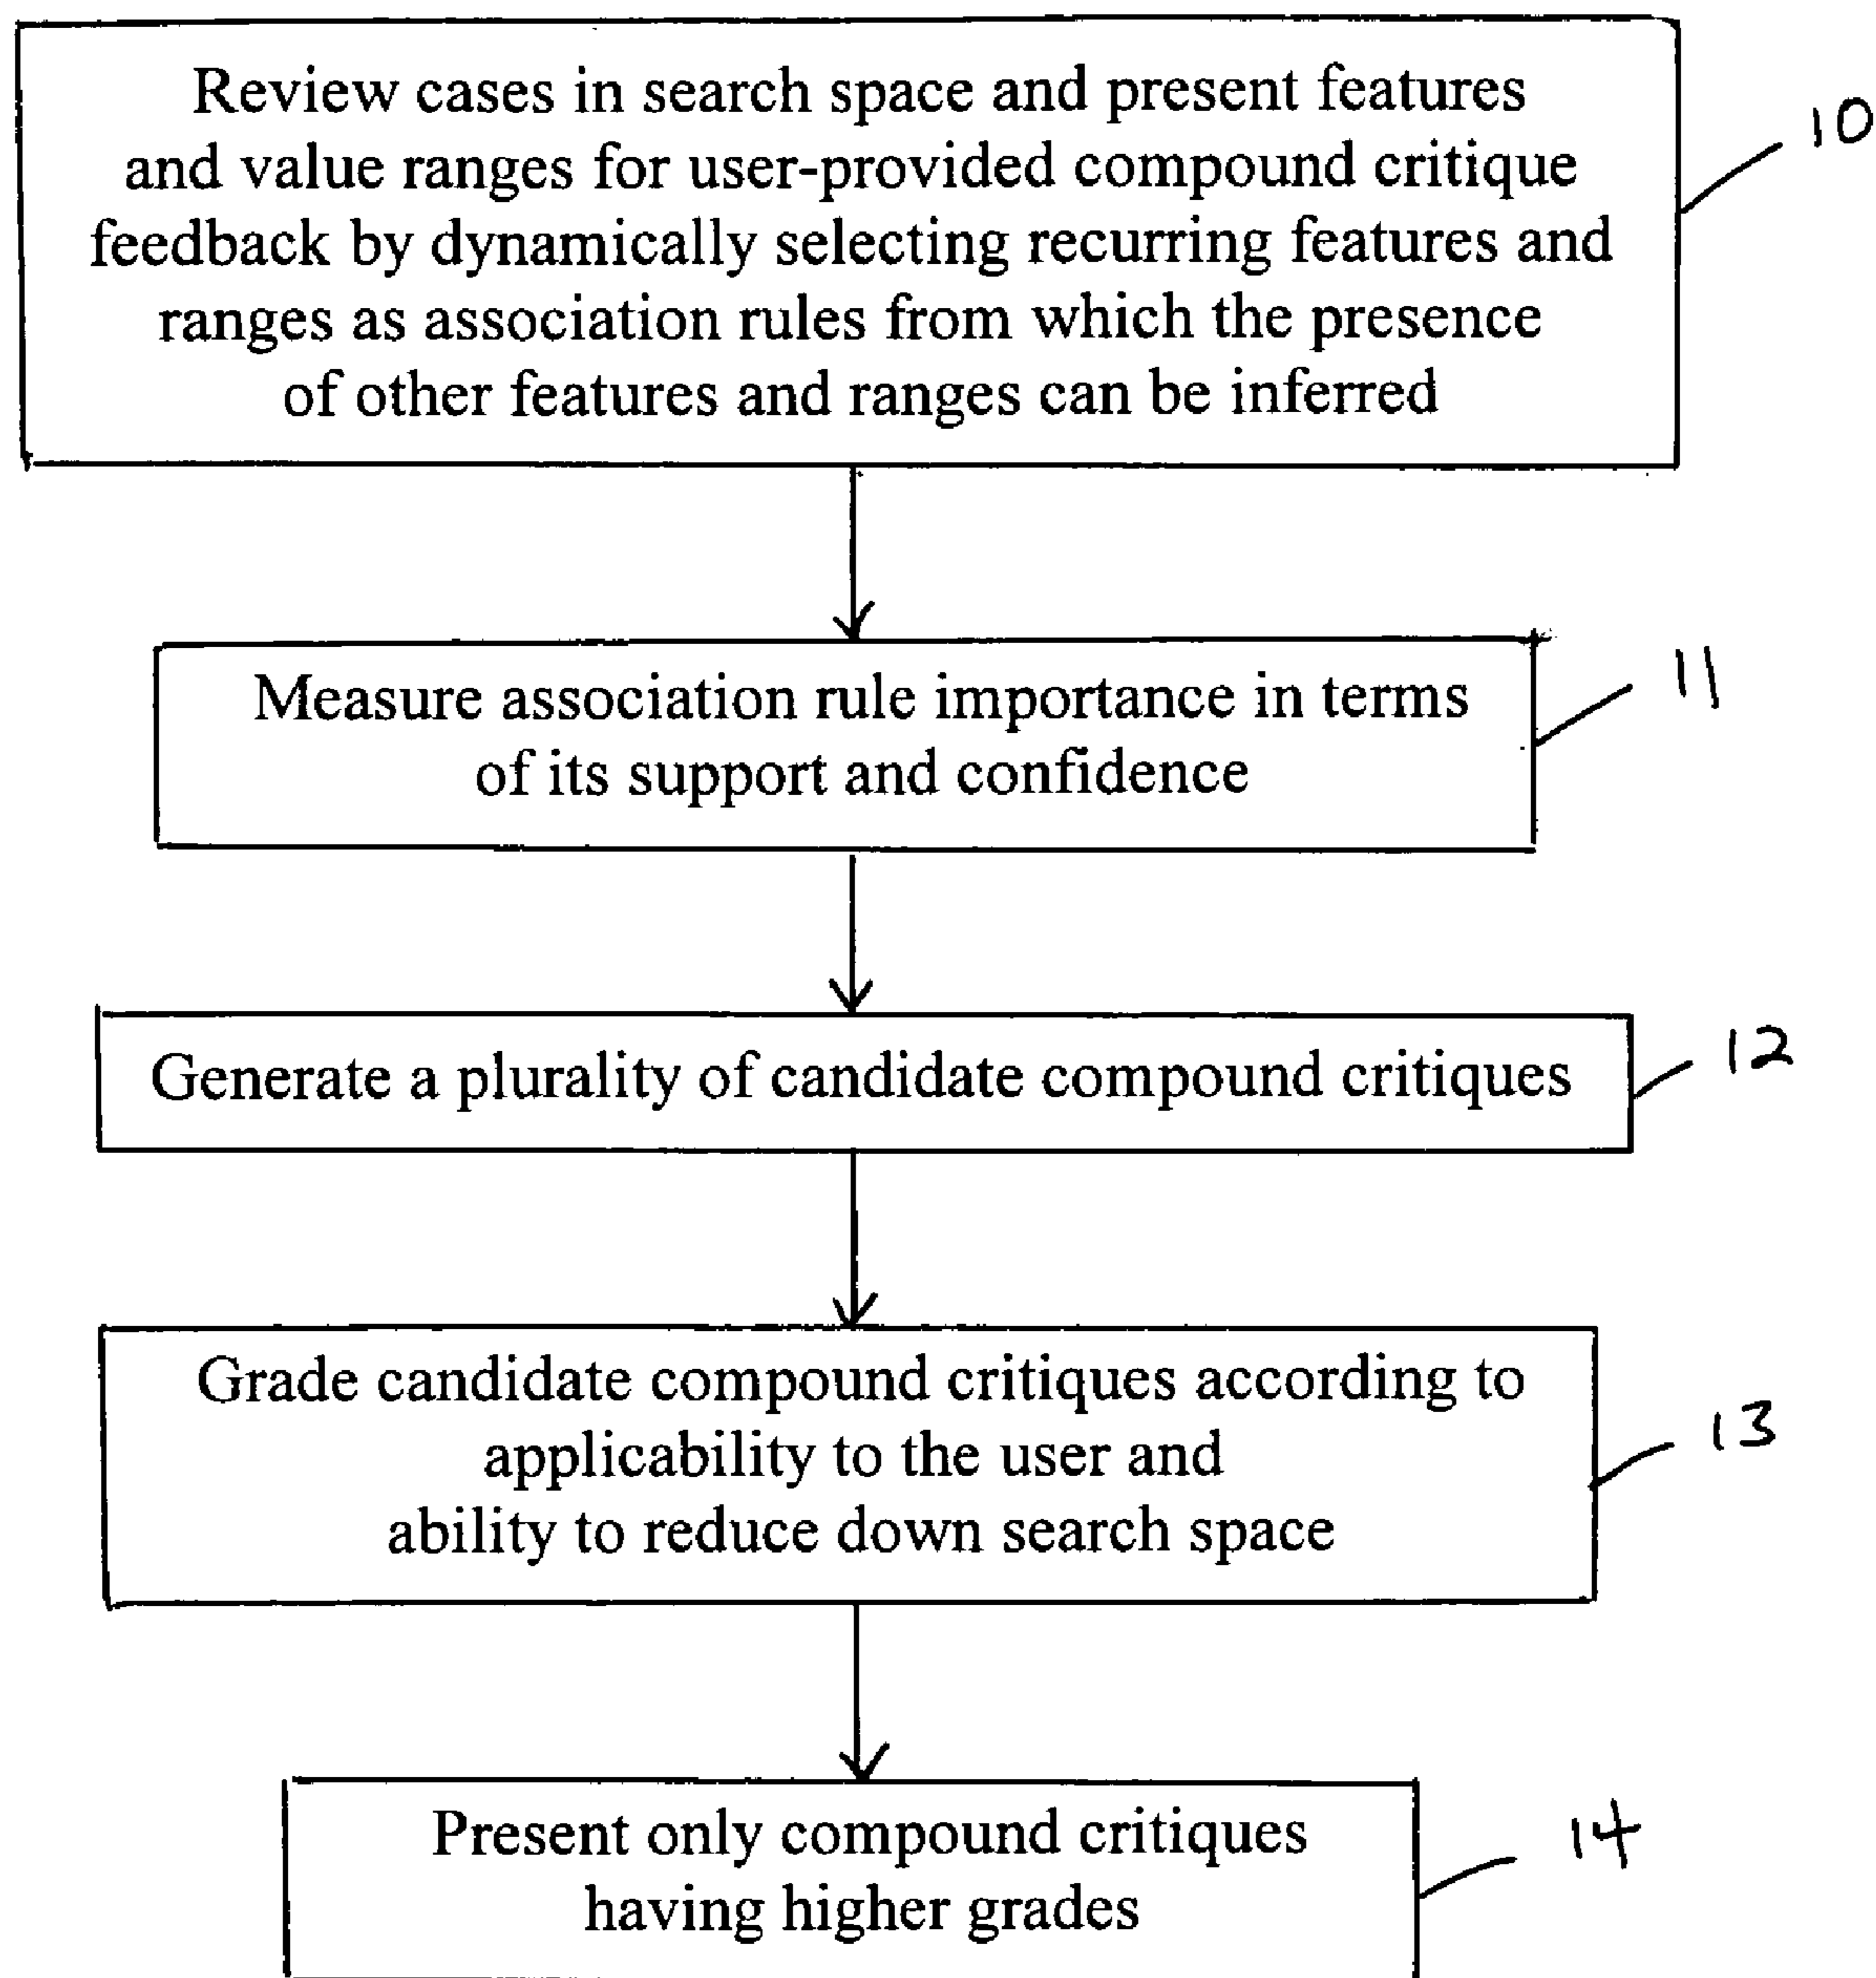 Review cases in search space and present features
and value ranges for user-provided compound critique
feedback by dynamically selecting recurring features and
ranges as association rules from which the presence
of other features and ranges can be inferred
10
Measure association rule importance in terms
of its support and confidence
11
Generate a plurality of candidate compound critiques
12
Grade candidate compound critiques according to
applicability to the user and
ability to reduce down search space
13
Present only compound critiques
having higher grades
14